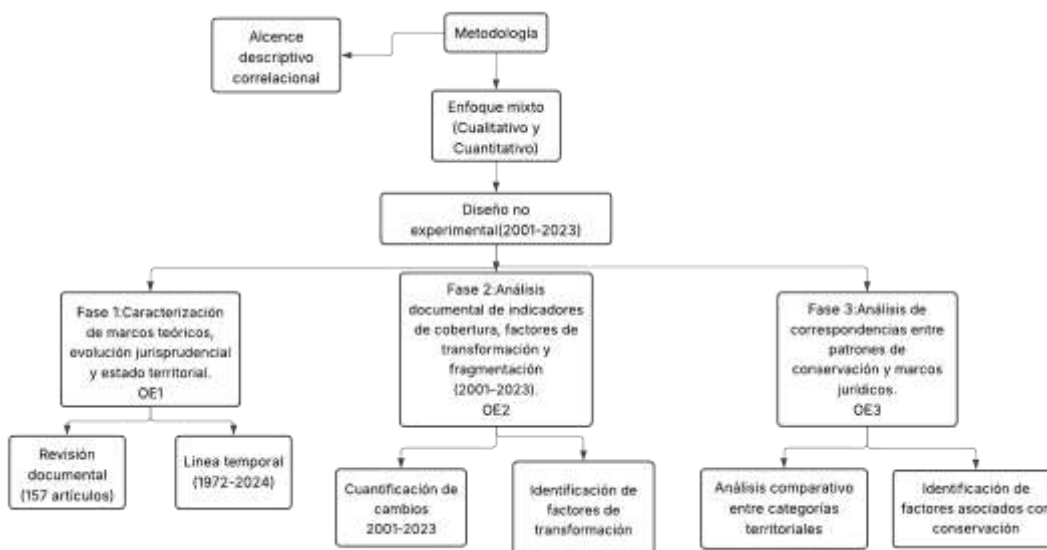 Metodología
Alcence
descriptivo
correlacional
Enfoque mixto
(Cualitativo y
Cuantitativo)
Diseño no
experimental(2001-2023)
Fase 1:Caracterización
de marcos teóricos,
evolución jurisprudencial
y estado territorial.
OE1
Fase 2:Análisis
documental de indicadores
de cobertura, factores de
transformación y
fragmentación
(2001-2023).
OE2
Fase 3:Análisis de
correspondencias entre
patrones de
conservación y marcos
jurídicos.
OE3
Revisión
documental
(157 artículos)
Linea temporal
(1972-2024)
Cuantificación de
cambios
2001-2023
Identificación de
factores de
transformación
Análisis comparativo
entre categorías
territoriales
Identificación de
factores asociados con
conservación